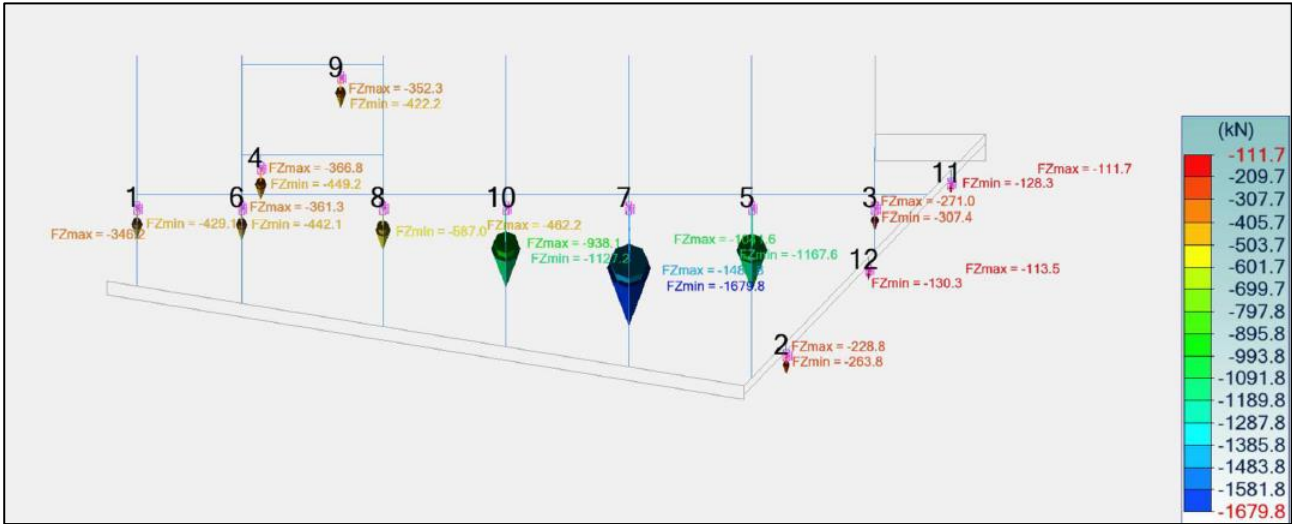 9
FZmax = -352.3
FZmin = -422.2
4
FZmax = -366.8
FZmin = -449.2
1
FZmin = -429.1
FZmax = -346.2
6
FZmax = -361.3
FZmin = -442.1
8
FZmin = -587.0
FZmax = -462.2
10
FZmax = -938.1
FZmin = -1127.2
7
FZmin = -1679.8
5
FZmin = -1167.6
3
FZmax = -271.0
FZmin = -307.4
11
FZmax = -111.7
FZmin = -128.3
12
FZmax = -113.5
FZmin = -130.3
2
FZmax = -228.8
FZmin = -263.8
(kN)
-111.7
-209.7
-307.7
-405.7
-503.7
-601.7
-699.7
-797.8
-895.8
-993.8
-1091.8
-1189.8
-1287.8
-1385.8
-1483.8
-1581.8
-1679.8